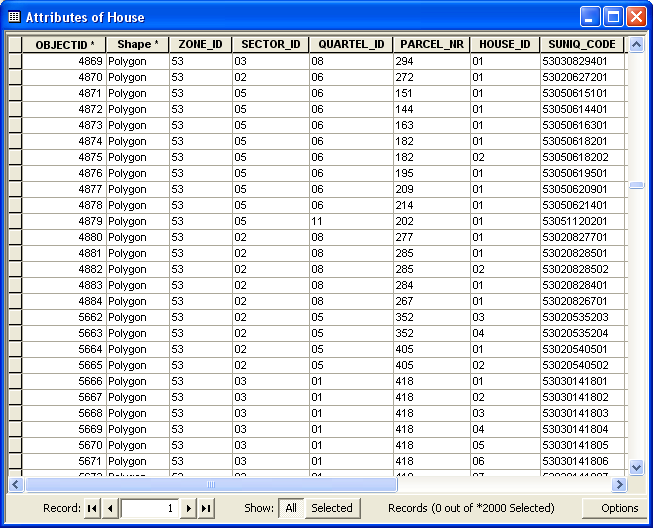 Attributes of House
OBJECTID * Shape * ZONE_ID SECTOR_ID QUARTEL_ID PARCEL_NR HOUSE_ID SUNIQ_CODE
4869 Polygon 53 03 08 294 01 53030829401
4870 Polygon 53 02 06 272 01 53020627201
4871 Polygon 53 05 06 151 01 53050615101
4872 Polygon 53 05 06 144 01 53050614401
4873 Polygon 53 05 06 163 01 53050616301
4874 Polygon 53 05 06 182 01 53050618201
4875 Polygon 53 05 06 182 02 53050618202
4876 Polygon 53 05 06 195 01 53050619501
4877 Polygon 53 05 06 209 01 53050620901
4878 Polygon 53 05 06 214 01 53050621401
4879 Polygon 53 05 11 202 01 53051120201
4880 Polygon 53 02 08 277 01 53020827701
4881 Polygon 53 02 08 285 01 53020828501
4882 Polygon 53 02 08 285 02 53020828502
4883 Polygon 53 02 08 284 01 53020828401
4884 Polygon 53 02 08 267 01 53020826701
5662 Polygon 53 02 05 352 03 53020535203
5663 Polygon 53 02 05 352 04 53020535204
5664 Polygon 53 02 05 405 01 53020540501
5665 Polygon 53 02 05 405 02 53020540502
5666 Polygon 53 03 01 418 01 53030141801
5667 Polygon 53 03 01 418 02 53030141802
5668 Polygon 53 03 01 418 03 53030141803
5669 Polygon 53 03 01 418 04 53030141804
5670 Polygon 53 03 01 418 05 53030141805
5671 Polygon 53 03 01 418 06 53030141806
Record: 1 Show: All Selected Records (0 out of *2000 Selected) Options